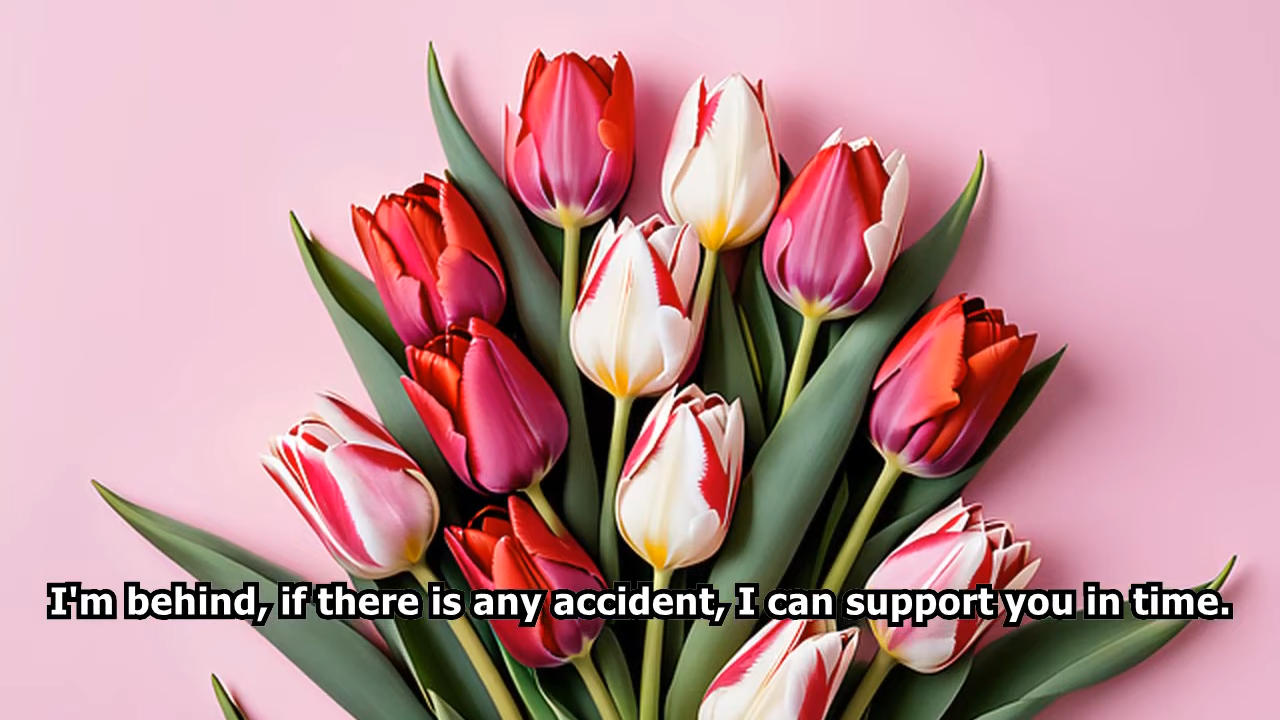 I'm behind, if there is any accident, I can support you in time.